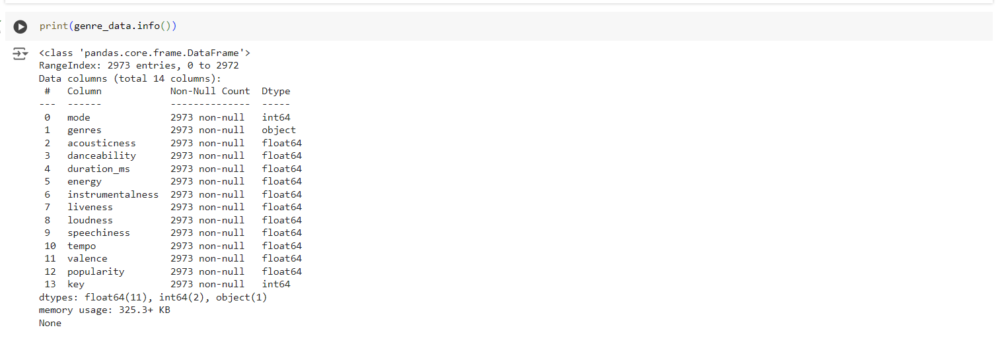 print(genre_data.info())
<class 'pandas.core.frame.DataFrame'>
RangeIndex: 2973 entries, 0 to 2972
Data columns (total 14 columns):
 #   Column            Non-Null Count  Dtype
---  ------            --------------  -----
 0   mode              2973 non-null   int64
 1   genres            2973 non-null   object
 2   acousticness      2973 non-null   float64
 3   danceability      2973 non-null   float64
 4   duration_ms       2973 non-null   float64
 5   energy            2973 non-null   float64
 6   instrumentalness  2973 non-null   float64
 7   liveness          2973 non-null   float64
 8   loudness          2973 non-null   float64
 9   speechiness       2973 non-null   float64
 10  tempo             2973 non-null   float64
 11  valence           2973 non-null   float64
 12  popularity        2973 non-null   float64
 13  key               2973 non-null   int64
dtypes: float64(11), int64(2), object(1)
memory usage: 325.3+ KB
None